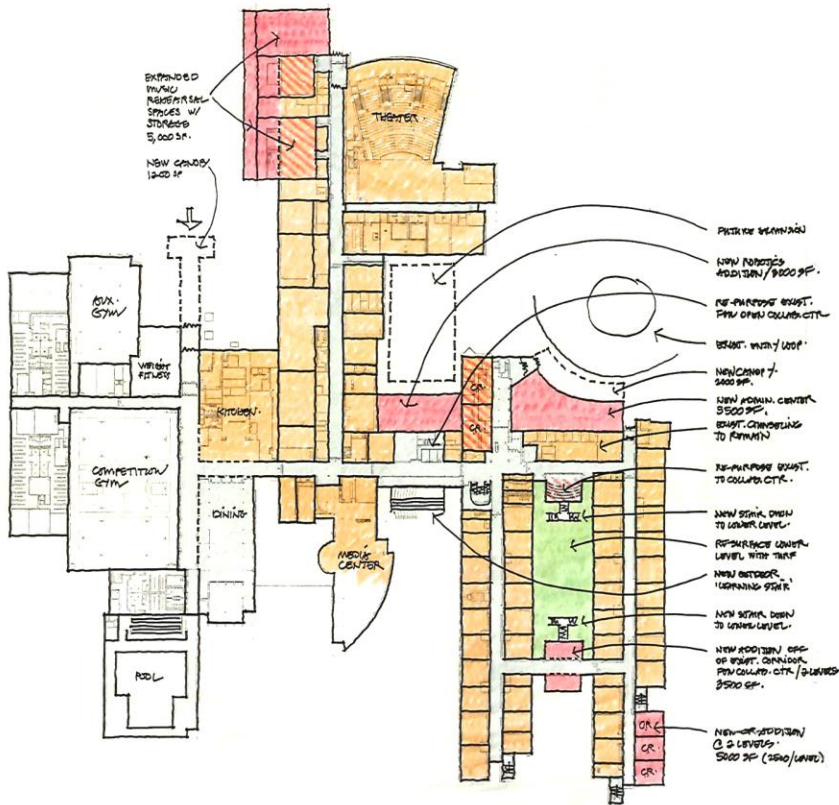 EXPANDED
MUSIC
REHEARSAL
SPACES W/
STORAGE
5,000 SF.
NEW CANOPY
1200 SF
THEATER
AUX.
GYM
WEIGHT
FITNESS
KITCHEN
COMPETITION
GYM
DINING
MEDIA
CENTER
POOL
CR.
CR.
FUTURE EXPANSION
NEW ROBOTICS
ADDITION/3000 SF.
RE-PURPOSE EXIST.
FOR OPEN COLLAB. CTR
EXIST. ENTRY LOOP
NEW CANOPY
2000 SF.
NEW ADMIN. CENTER
5500 SF.
EXIST. COUNSELING
TO REMAIN
RE-PURPOSE EXIST.
TO COLLAB. CTR.
NEW STAIR DOWN
TO LOWER LEVEL.
RESURFACE LOWER
LEVEL WITH TURF
NEW OUTDOOR
'LEARNING STAIR'
NEW STAIR DOWN
TO LOWER LEVEL.
NEW ADDITION OFF
OF EXIST. CORRIDOR
FOR COLLAB. CTR/2 LEVELS
3500 SF.
NEW CR ADDITION
@ 2 LEVELS.
5000 SF (2500/LEVEL)
CR.
CR.
CR.